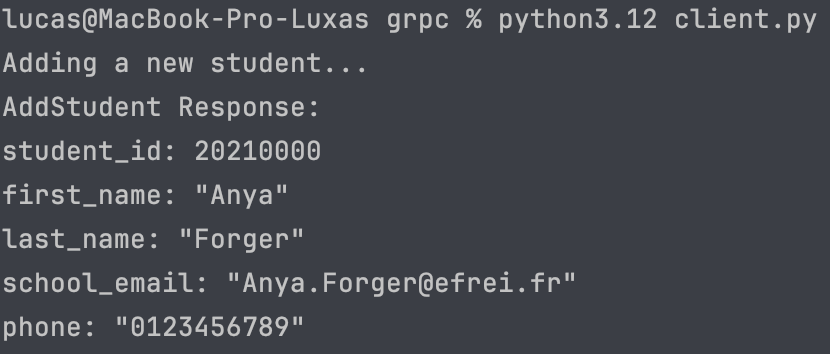 lucas@MacBook-Pro-Luxas grpc % python3.12 client.py
Adding a new student...
AddStudent Response:
student_id: 20210000
first_name: "Anya"
last_name: "Forger"
school_email: "Anya.Forger@efrei.fr"
phone: "0123456789"